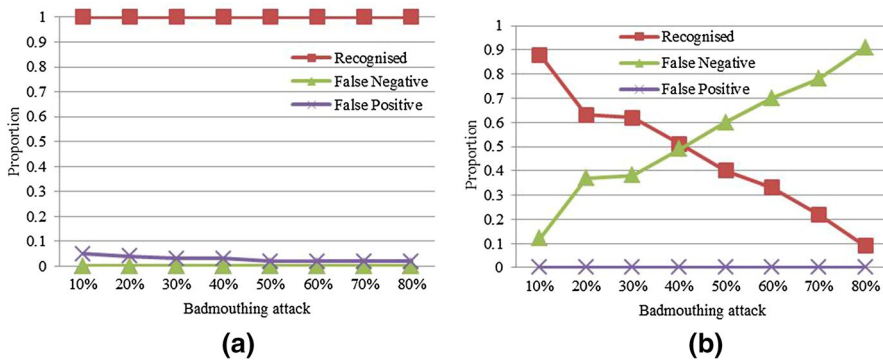 1
0.9
0.8
0.7
0.6
0.5
0.4
0.3
0.2
0.1
0
Proportion
Recognised
False Negative
False Positive
10% 20% 30% 40% 50% 60% 70% 80%
Badmouthing attack
(a)
1
0.9
0.8
0.7
0.6
0.5
0.4
0.3
0.2
0.1
0
Proportion
Recognised
False Negative
False Positive
10% 20% 30% 40% 50% 60% 70% 80%
Badmouthing attack
(b)